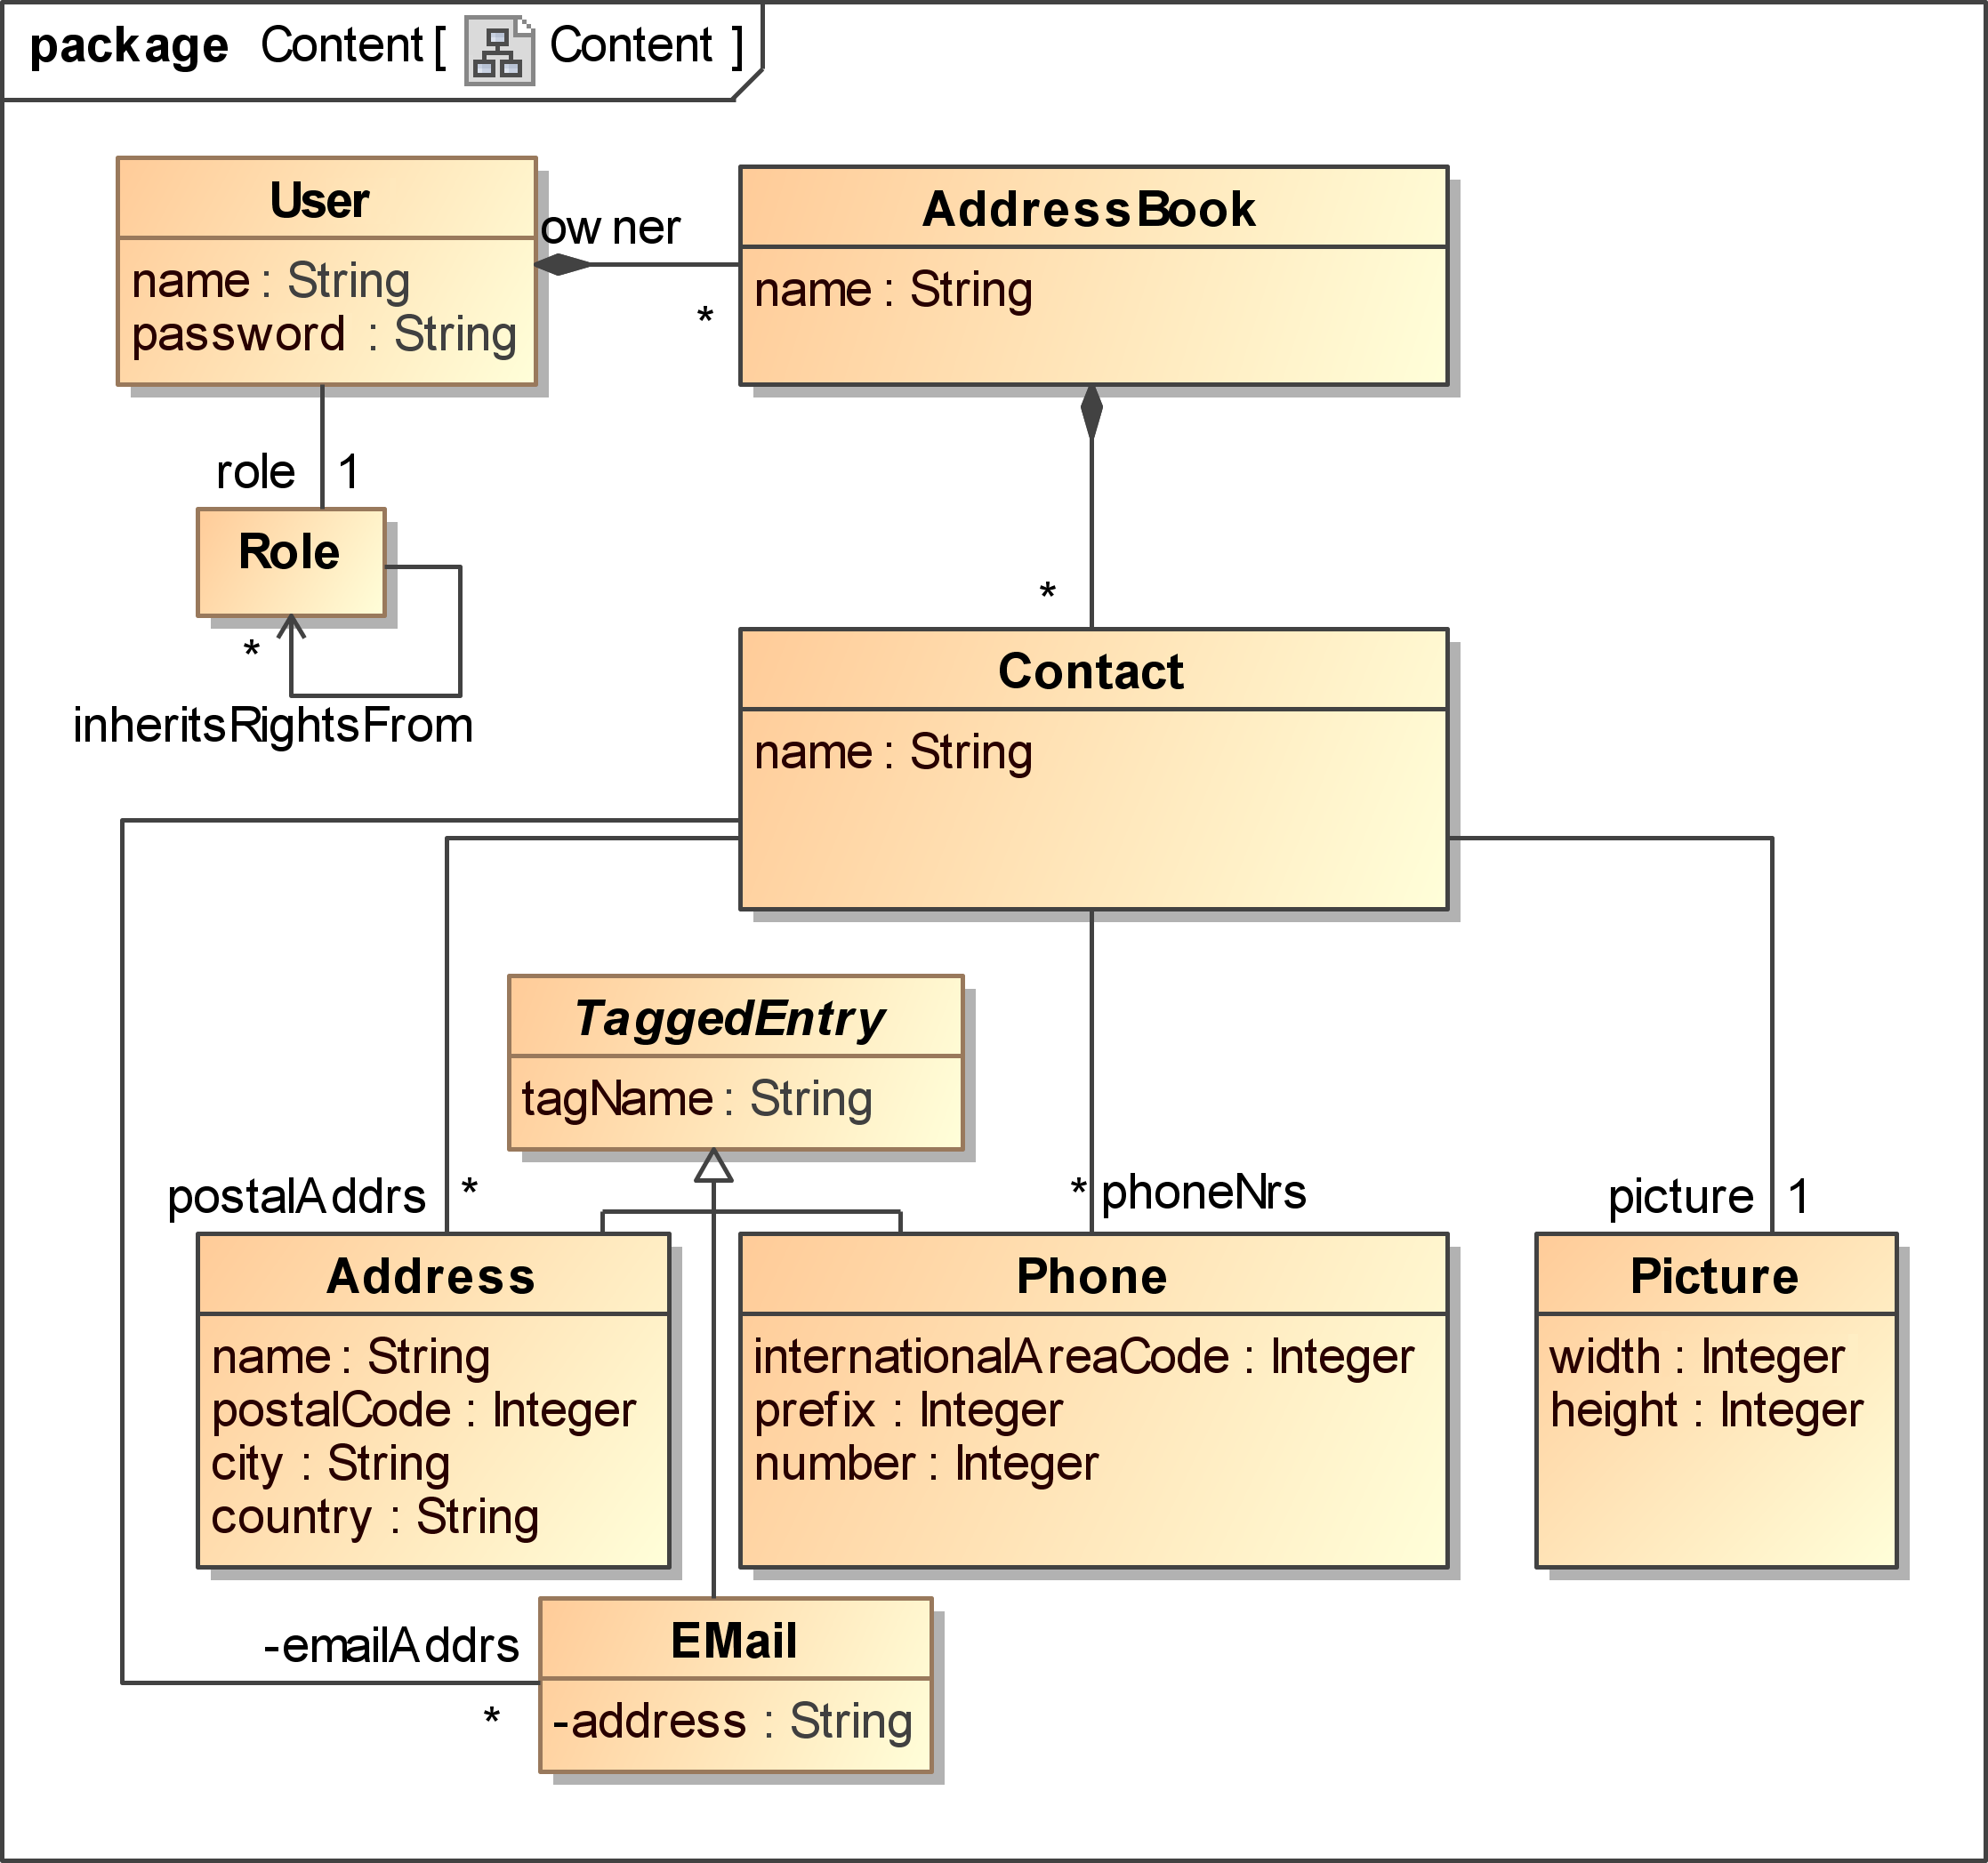 package Content [ Content ]
User
name : String
password : String
owner
*
AddressBook
name : String
role 1
Role
*
inheritsRightsFrom
*
Contact
name : String
TaggedEntry
tagName : String
postalAddrs *
* phoneNrs
picture 1
Address
name : String
postalCode : Integer
city : String
country : String
Phone
internationalAreaCode : Integer
prefix : Integer
number : Integer
Picture
width : Integer
height : Integer
-emailAddrs
*
EMail
-address : String